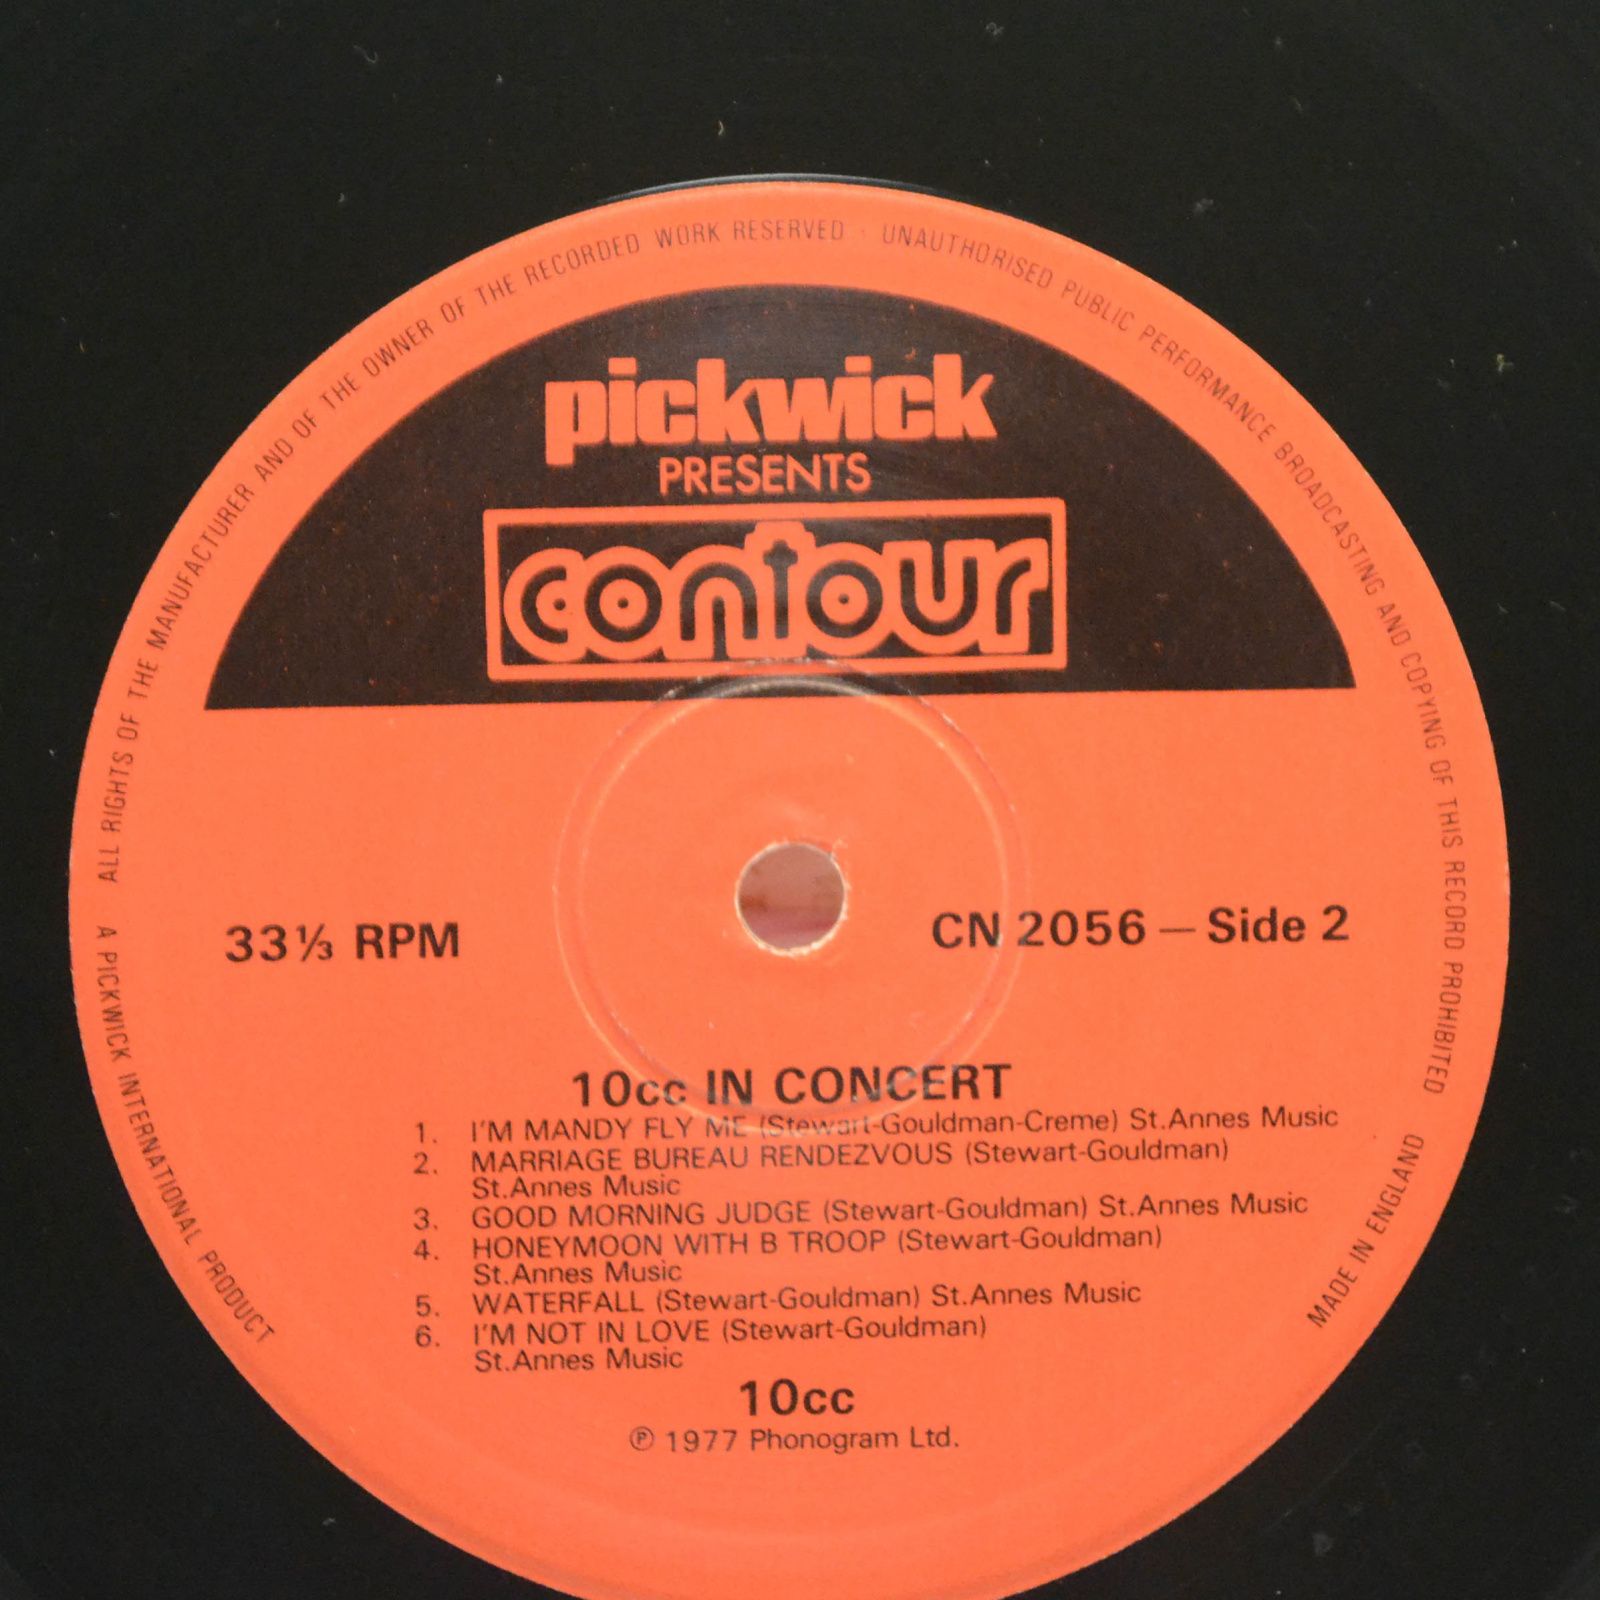 ALL RIGHTS OF THE MANUFACTURER AND OF THE OWNER OF THE RECORDED WORK RESERVED · UNAUTHORISED PUBLIC PERFORMANCE BROADCASTING AND COPYING OF THIS RECORD PROHIBITED
pickwick
PRESENTS
contour
33⅓ RPM
CN 2056 — Side 2
10cc IN CONCERT
1. I'M MANDY FLY ME (Stewart-Gouldman-Creme) St.Annes Music
2. MARRIAGE BUREAU RENDEZVOUS (Stewart-Gouldman)
St.Annes Music
3. GOOD MORNING JUDGE (Stewart-Gouldman) St.Annes Music
4. HONEYMOON WITH B TROOP (Stewart-Gouldman)
St.Annes Music
5. WATERFALL (Stewart-Gouldman) St.Annes Music
6. I'M NOT IN LOVE (Stewart-Gouldman)
St.Annes Music
10cc
℗ 1977 Phonogram Ltd.
A PICKWICK INTERNATIONAL PRODUCT
MADE IN ENGLAND